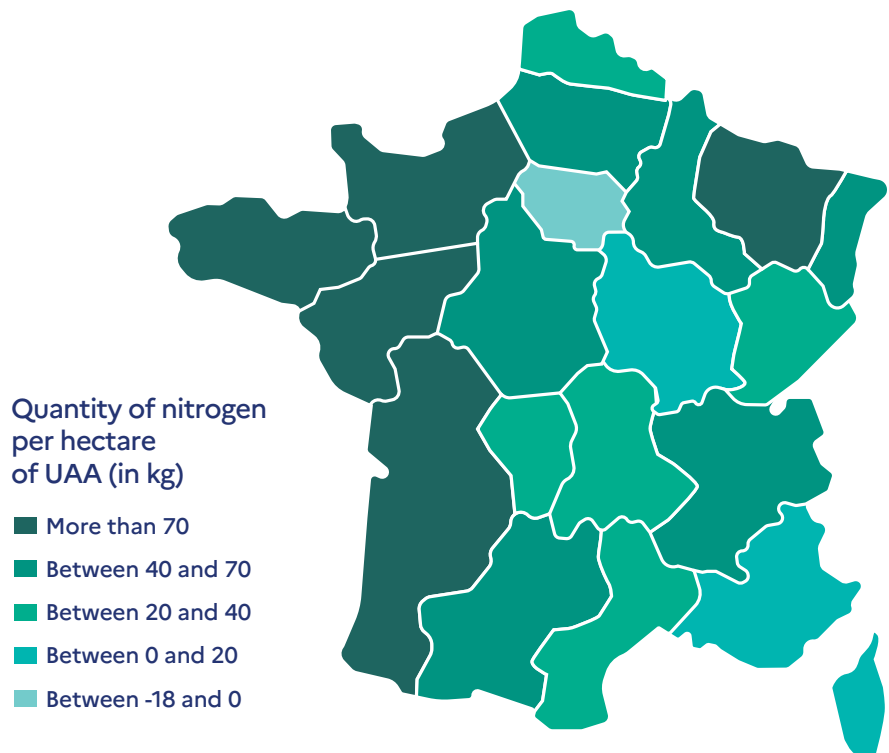 Quantity of nitrogen
per hectare
of UAA (in kg)
More than 70
Between 40 and 70
Between 20 and 40
Between 0 and 20
Between -18 and 0